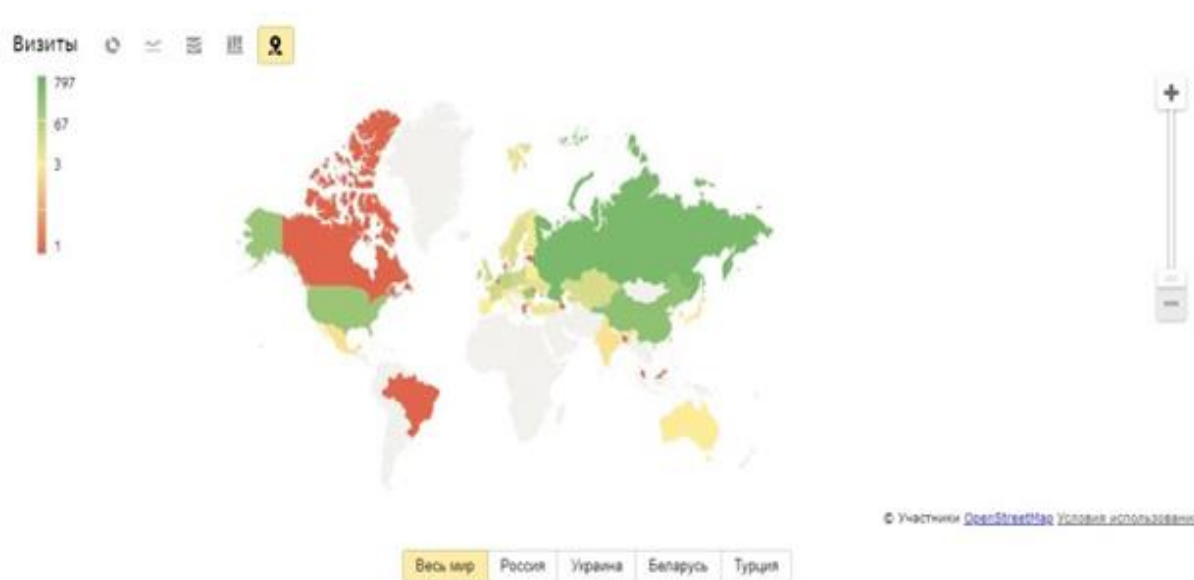 Визиты
797
67
3
1
© Участники OpenStreetMap Условия использования
Весь мир Россия Украина Беларусь Турция